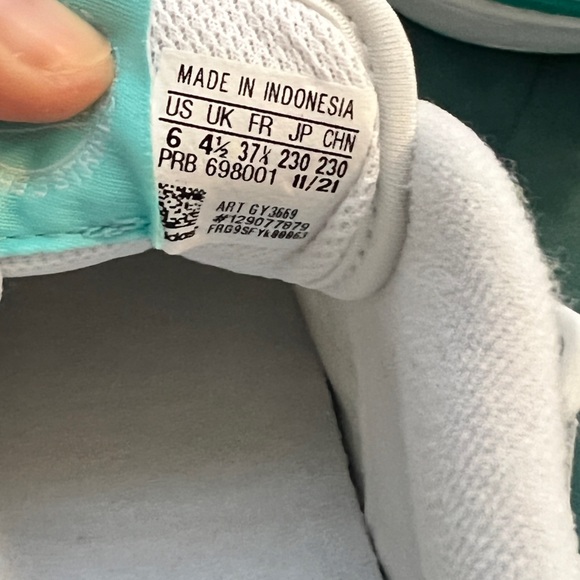 MADE IN INDONESIA
US UK FR JP CHN
6 4½ 37⅓ 230 230
PRB 698001 11/21
ART GY3669
#129077879
adidas